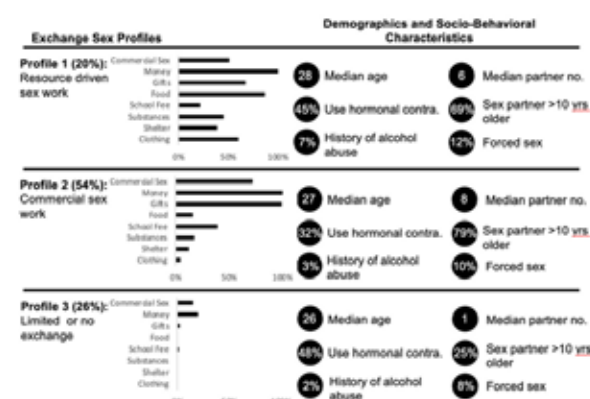 Exchange Sex Profiles
Demographics and Socio-Behavioral
Characteristics
Profile 1 (20%):
Resource driven
sex work
Commercial Sex
Money
Gifts
Food
School Fee
Substances
Shelter
Clothing
0% 50% 100%
28 Median age
6 Median partner no.
45% Use hormonal contra.
69% Sex partner >10 yrs
older
7% History of alcohol
abuse
12% Forced sex
Profile 2 (54%):
Commercial sex
work
Commercial Sex
Money
Gifts
Food
School Fee
Substances
Shelter
Clothing
0% 50% 100%
27 Median age
8 Median partner no.
32% Use hormonal contra.
79% Sex partner >10 yrs
older
3% History of alcohol
abuse
10% Forced sex
Profile 3 (26%):
Limited or no
exchange
Commercial Sex
Money
Gifts
Food
School Fee
Substances
Shelter
Clothing
26 Median age
1 Median partner no.
48% Use hormonal contra.
25% Sex partner >10 yrs
older
2% History of alcohol
abuse
8% Forced sex